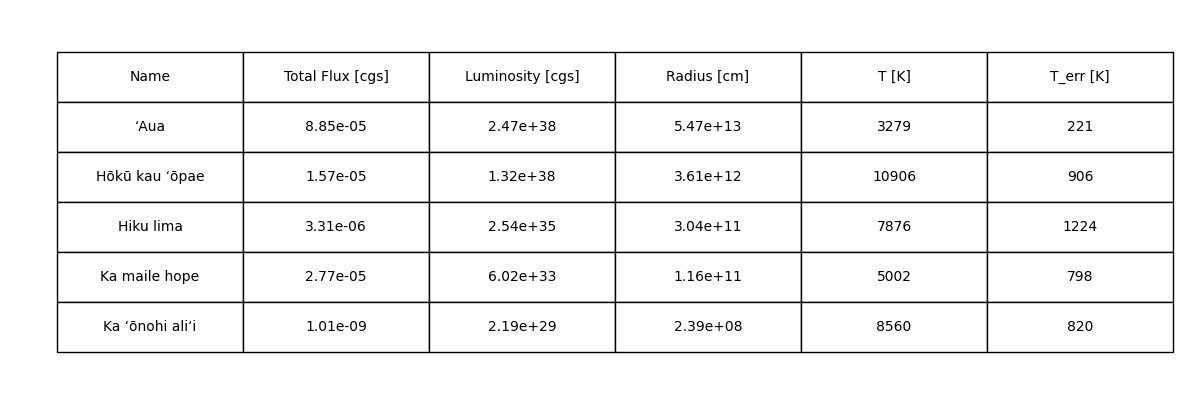 Name Total Flux [cgs] Luminosity [cgs] Radius [cm] T [K] T_err [K]
ʻAua 8.85e-05 2.47e+38 5.47e+13 3279 221
Hōkū kau ʻōpae 1.57e-05 1.32e+38 3.61e+12 10906 906
Hiku lima 3.31e-06 2.54e+35 3.04e+11 7876 1224
Ka maile hope 2.77e-05 6.02e+33 1.16e+11 5002 798
Ka ʻōnohi aliʻi 1.01e-09 2.19e+29 2.39e+08 8560 820